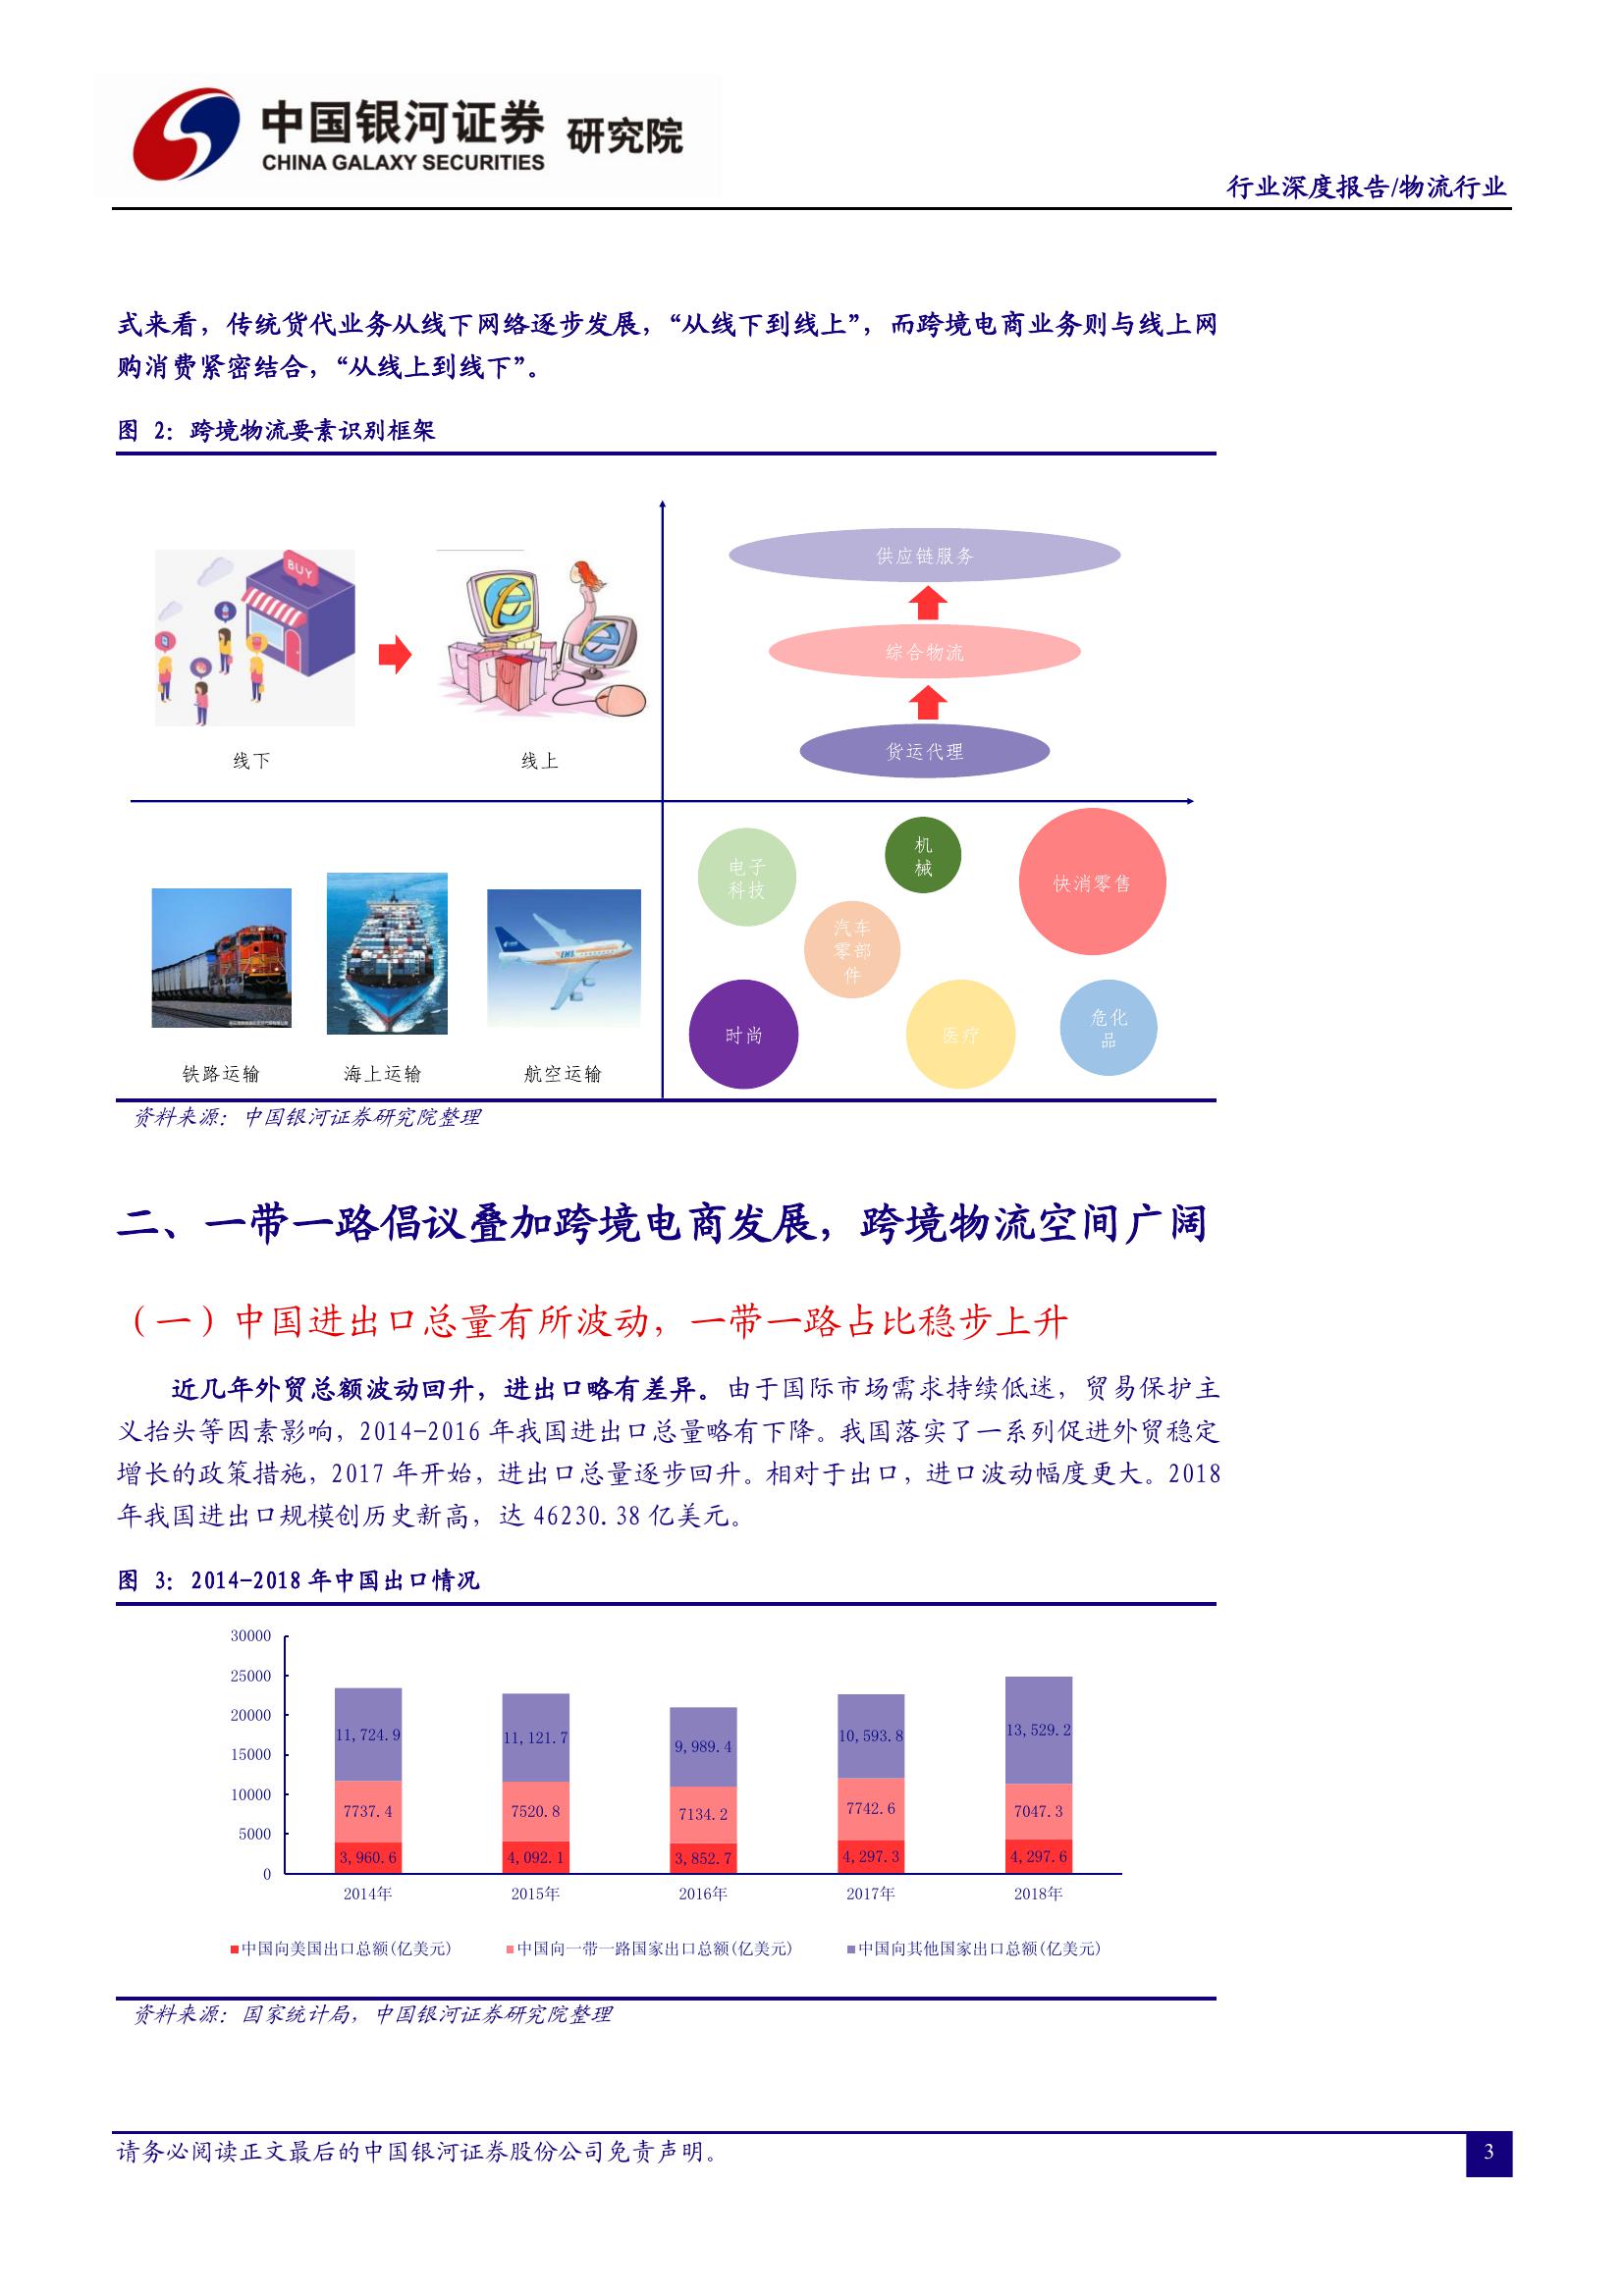 中国银河证券 研究院
CHINA GALAXY SECURITIES
行业深度报告/物流行业
式来看，传统货代业务从线下网络逐步发展，“从线下到线上”，而跨境电商业务则与线上网
购消费紧密结合，“从线上到线下”。
图 2：跨境物流要素识别框架
BUY
线下
线上
供应链服务
综合物流
货运代理
EMS
铁路运输
海上运输
航空运输
电子
科技
机
械
快消零售
汽车
零部
件
时尚
医疗
危化
品
资料来源：中国银河证券研究院整理
二、一带一路倡议叠加跨境电商发展，跨境物流空间广阔
（一）中国进出口总量有所波动，一带一路占比稳步上升
近几年外贸总额波动回升，进出口略有差异。由于国际市场需求持续低迷，贸易保护主
义抬头等因素影响，2014-2016 年我国进出口总量略有下降。我国落实了一系列促进外贸稳定
增长的政策措施，2017 年开始，进出口总量逐步回升。相对于出口，进口波动幅度更大。2018
年我国进出口规模创历史新高，达 46230.38 亿美元。
图 3：2014-2018 年中国出口情况
30000
25000
20000
15000
10000
5000
0
11,724.9
11,121.7
9,989.4
10,593.8
13,529.2
7737.4
7520.8
7134.2
7742.6
7047.3
3,960.6
4,092.1
3,852.7
4,297.3
4,297.6
2014年
2015年
2016年
2017年
2018年
中国向美国出口总额(亿美元)
中国向一带一路国家出口总额(亿美元)
中国向其他国家出口总额(亿美元)
资料来源：国家统计局，中国银河证券研究院整理
请务必阅读正文最后的中国银河证券股份公司免责声明。
3